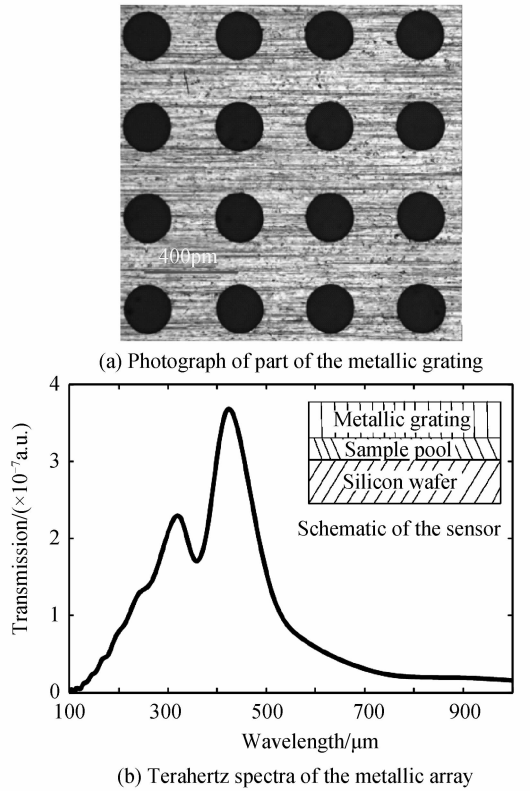 400pm
(a) Photograph of part of the metallic grating
4
3
2
1
0
Transmission/(×10⁻⁷a.u.)
Metallic grating
Sample pool
Silicon wafer
Schematic of the sensor
100 300 500 700 900
Wavelength/μm
(b) Terahertz spectra of the metallic array